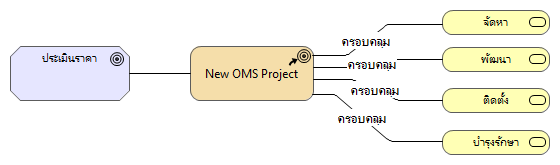 จัดหา
ครอบคลุม
ประเมินราคา
พัฒนา
ครอบคลุม
New OMS Project
ครอบคลุม
ติดตั้ง
ครอบคลุม
บำรุงรักษา